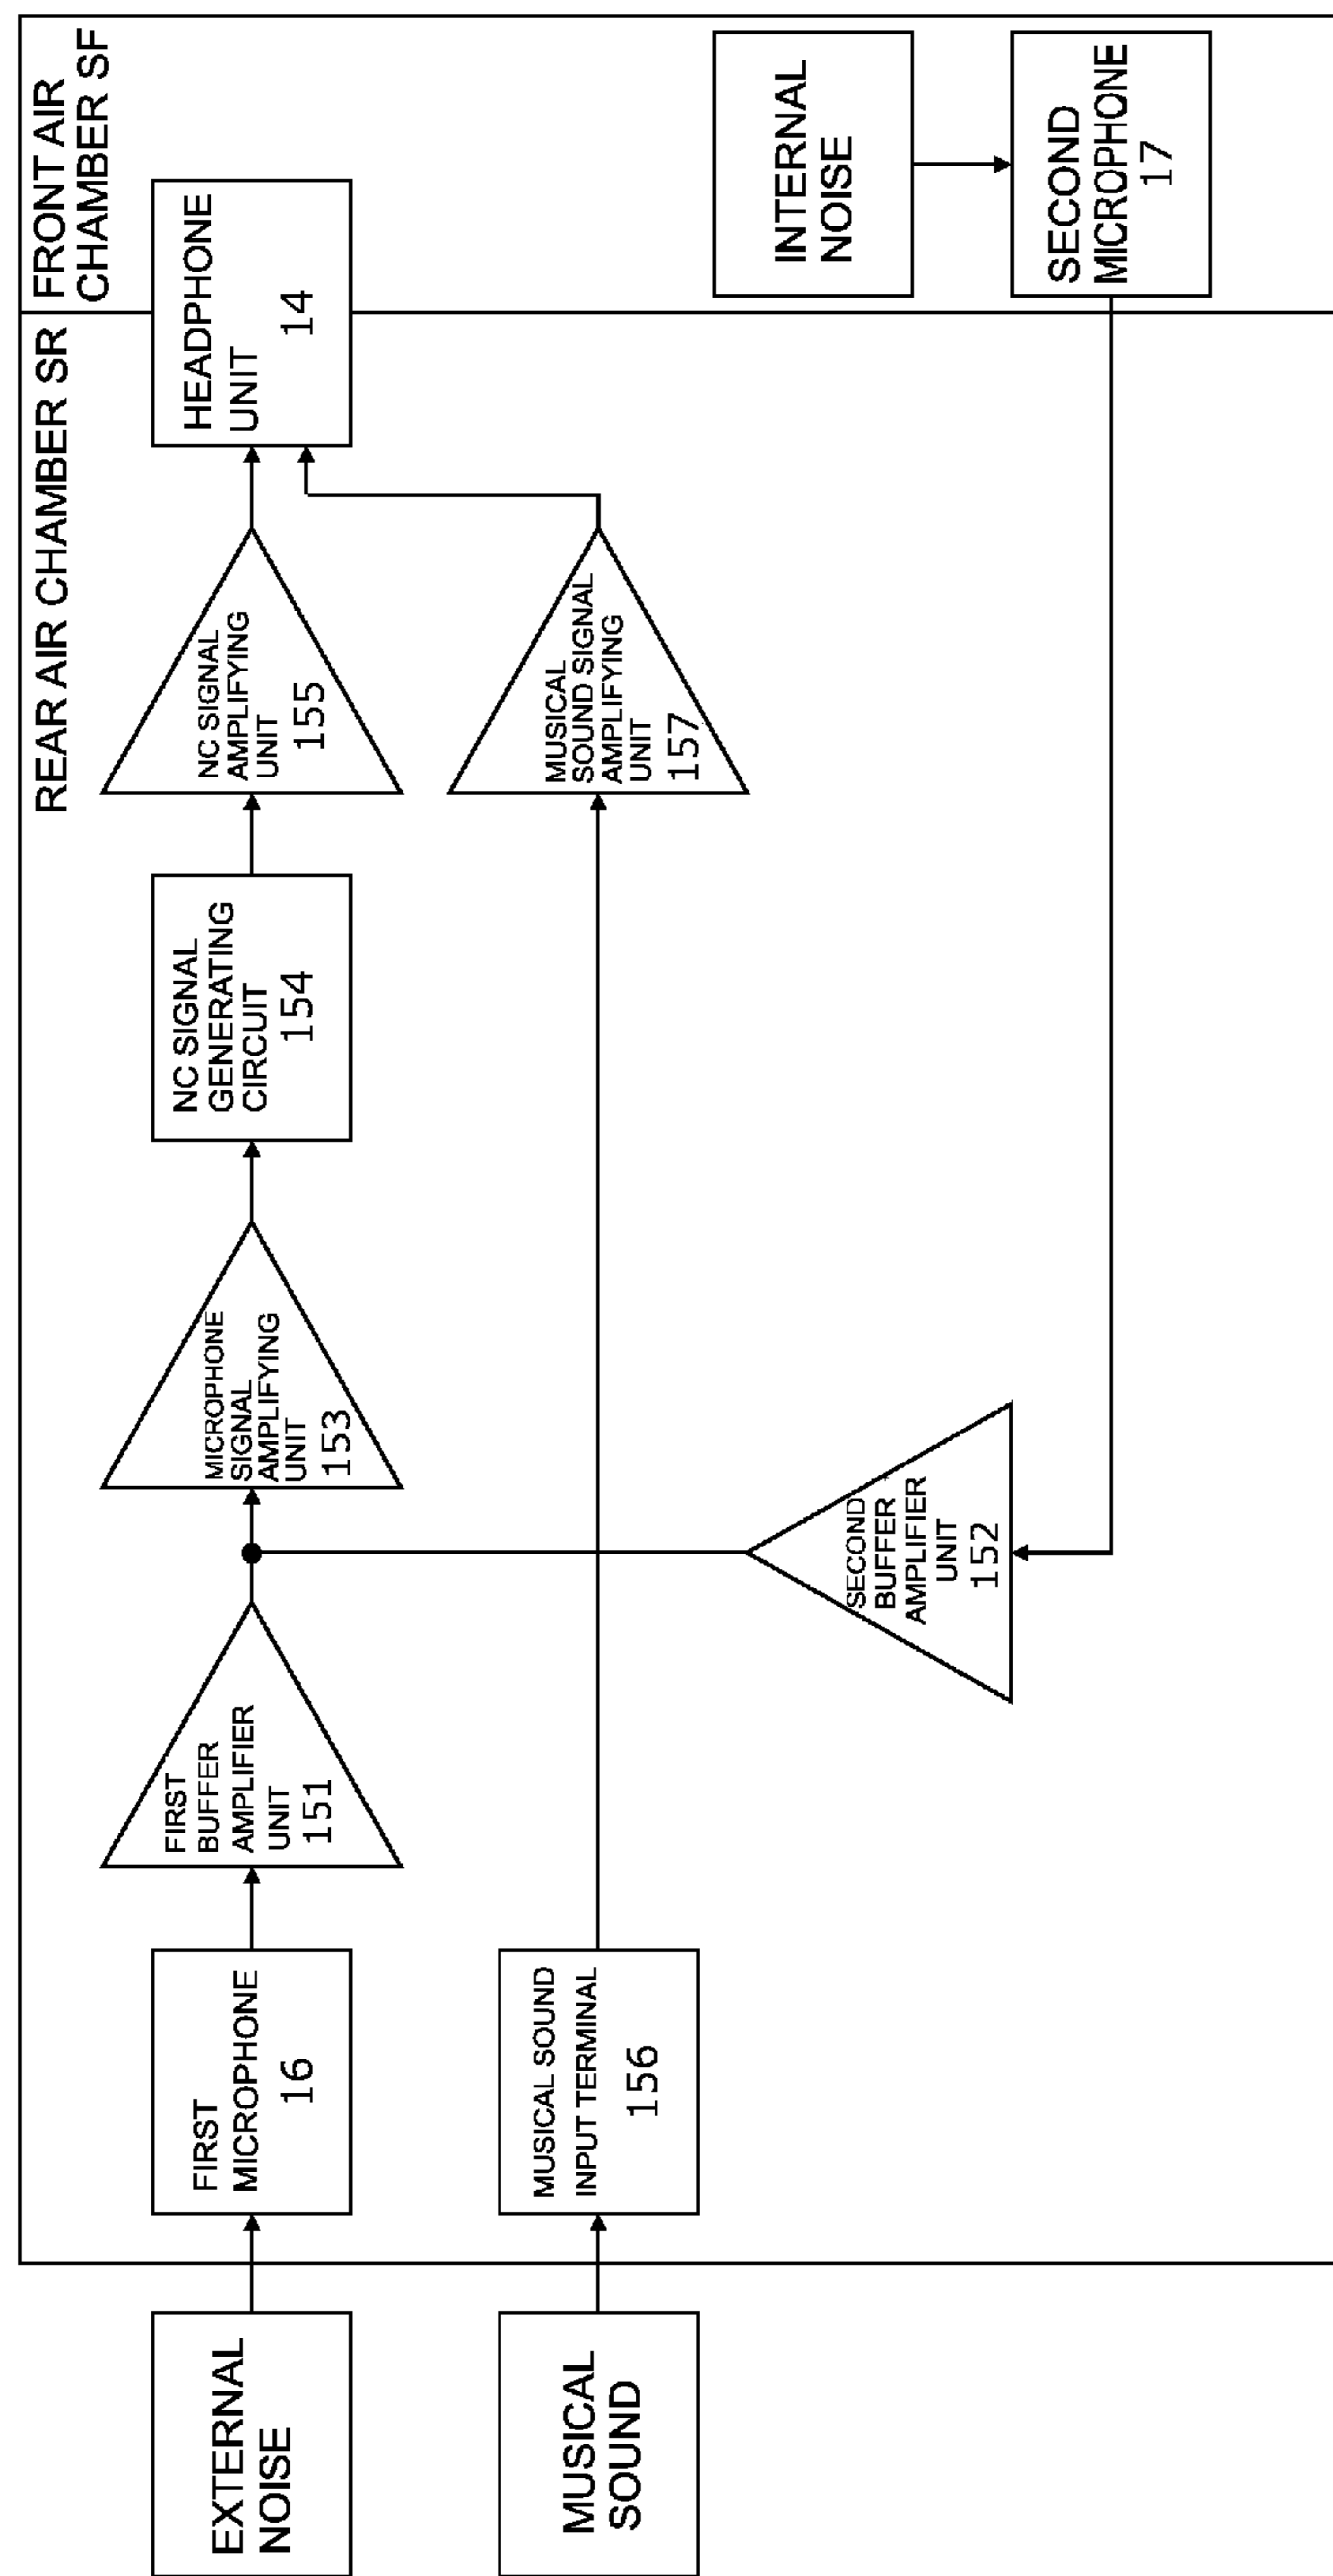 REAR AIR CHAMBER SR
FRONT AIR
CHAMBER SF
EXTERNAL
NOISE
FIRST
MICROPHONE
16
FIRST
BUFFER
AMPLIFIER
UNIT
151
MICROPHONE
SIGNAL
AMPLIFYING
UNIT
153
NC SIGNAL
GENERATING
CIRCUIT
154
NC SIGNAL
AMPLIFYING
UNIT
155
HEADPHONE
UNIT
14
MUSICAL
SOUND
MUSICAL SOUND
INPUT TERMINAL
156
MUSICAL
SOUND SIGNAL
AMPLIFYING
UNIT
157
SECOND
BUFFER
AMPLIFIER
UNIT
152
INTERNAL
NOISE
SECOND
MICROPHONE
17